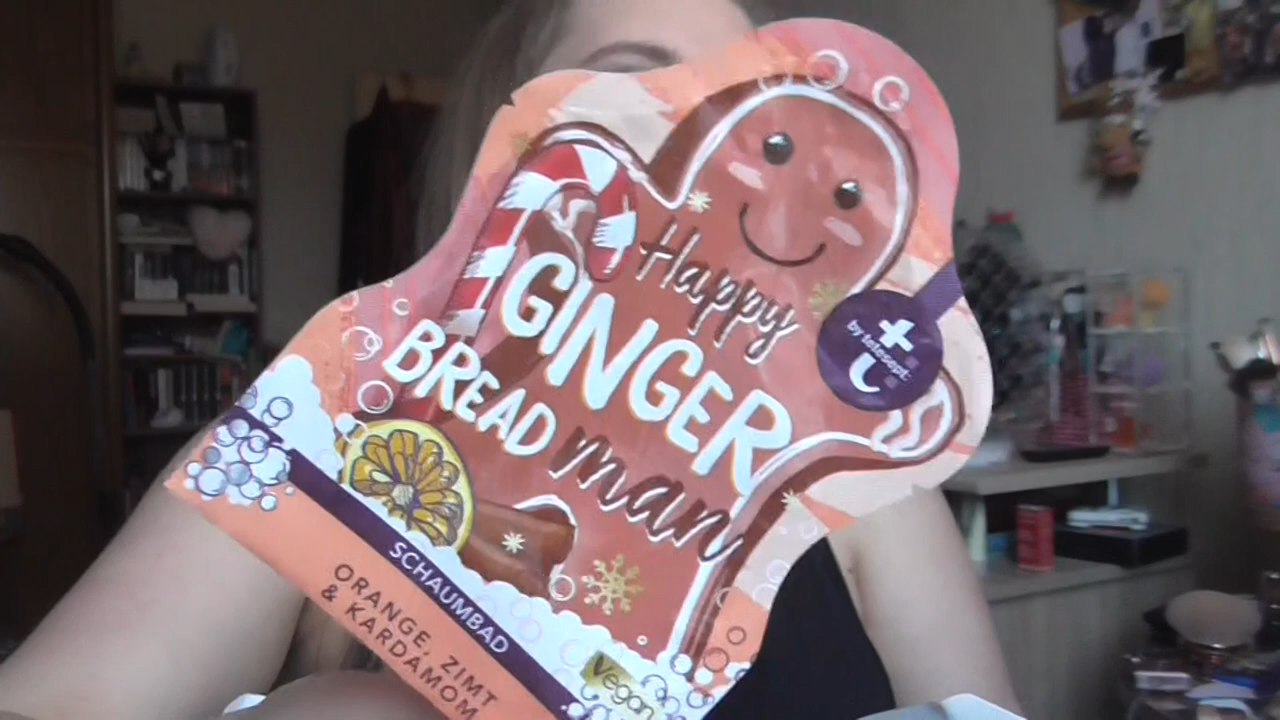 Happy
GINGER
BREAD man
by tetesept:
SCHAUMBAD
ORANGE, ZIMT
& KARDAMOM
Vegan